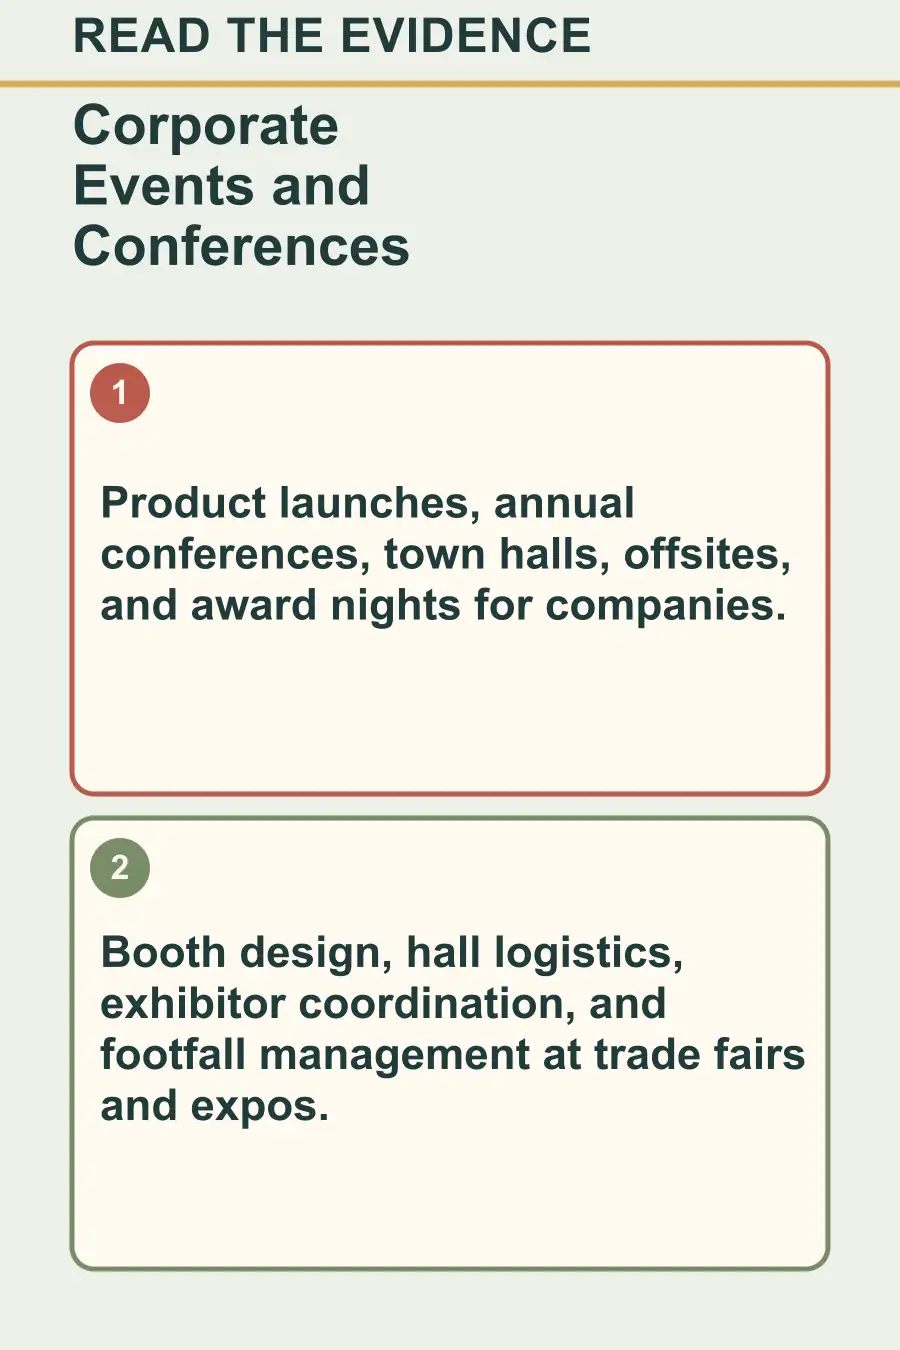 READ THE EVIDENCE
Corporate
Events and
Conferences
1
Product launches, annual
conferences, town halls, offsites,
and award nights for companies.
2
Booth design, hall logistics,
exhibitor coordination, and
footfall management at trade fairs
and expos.